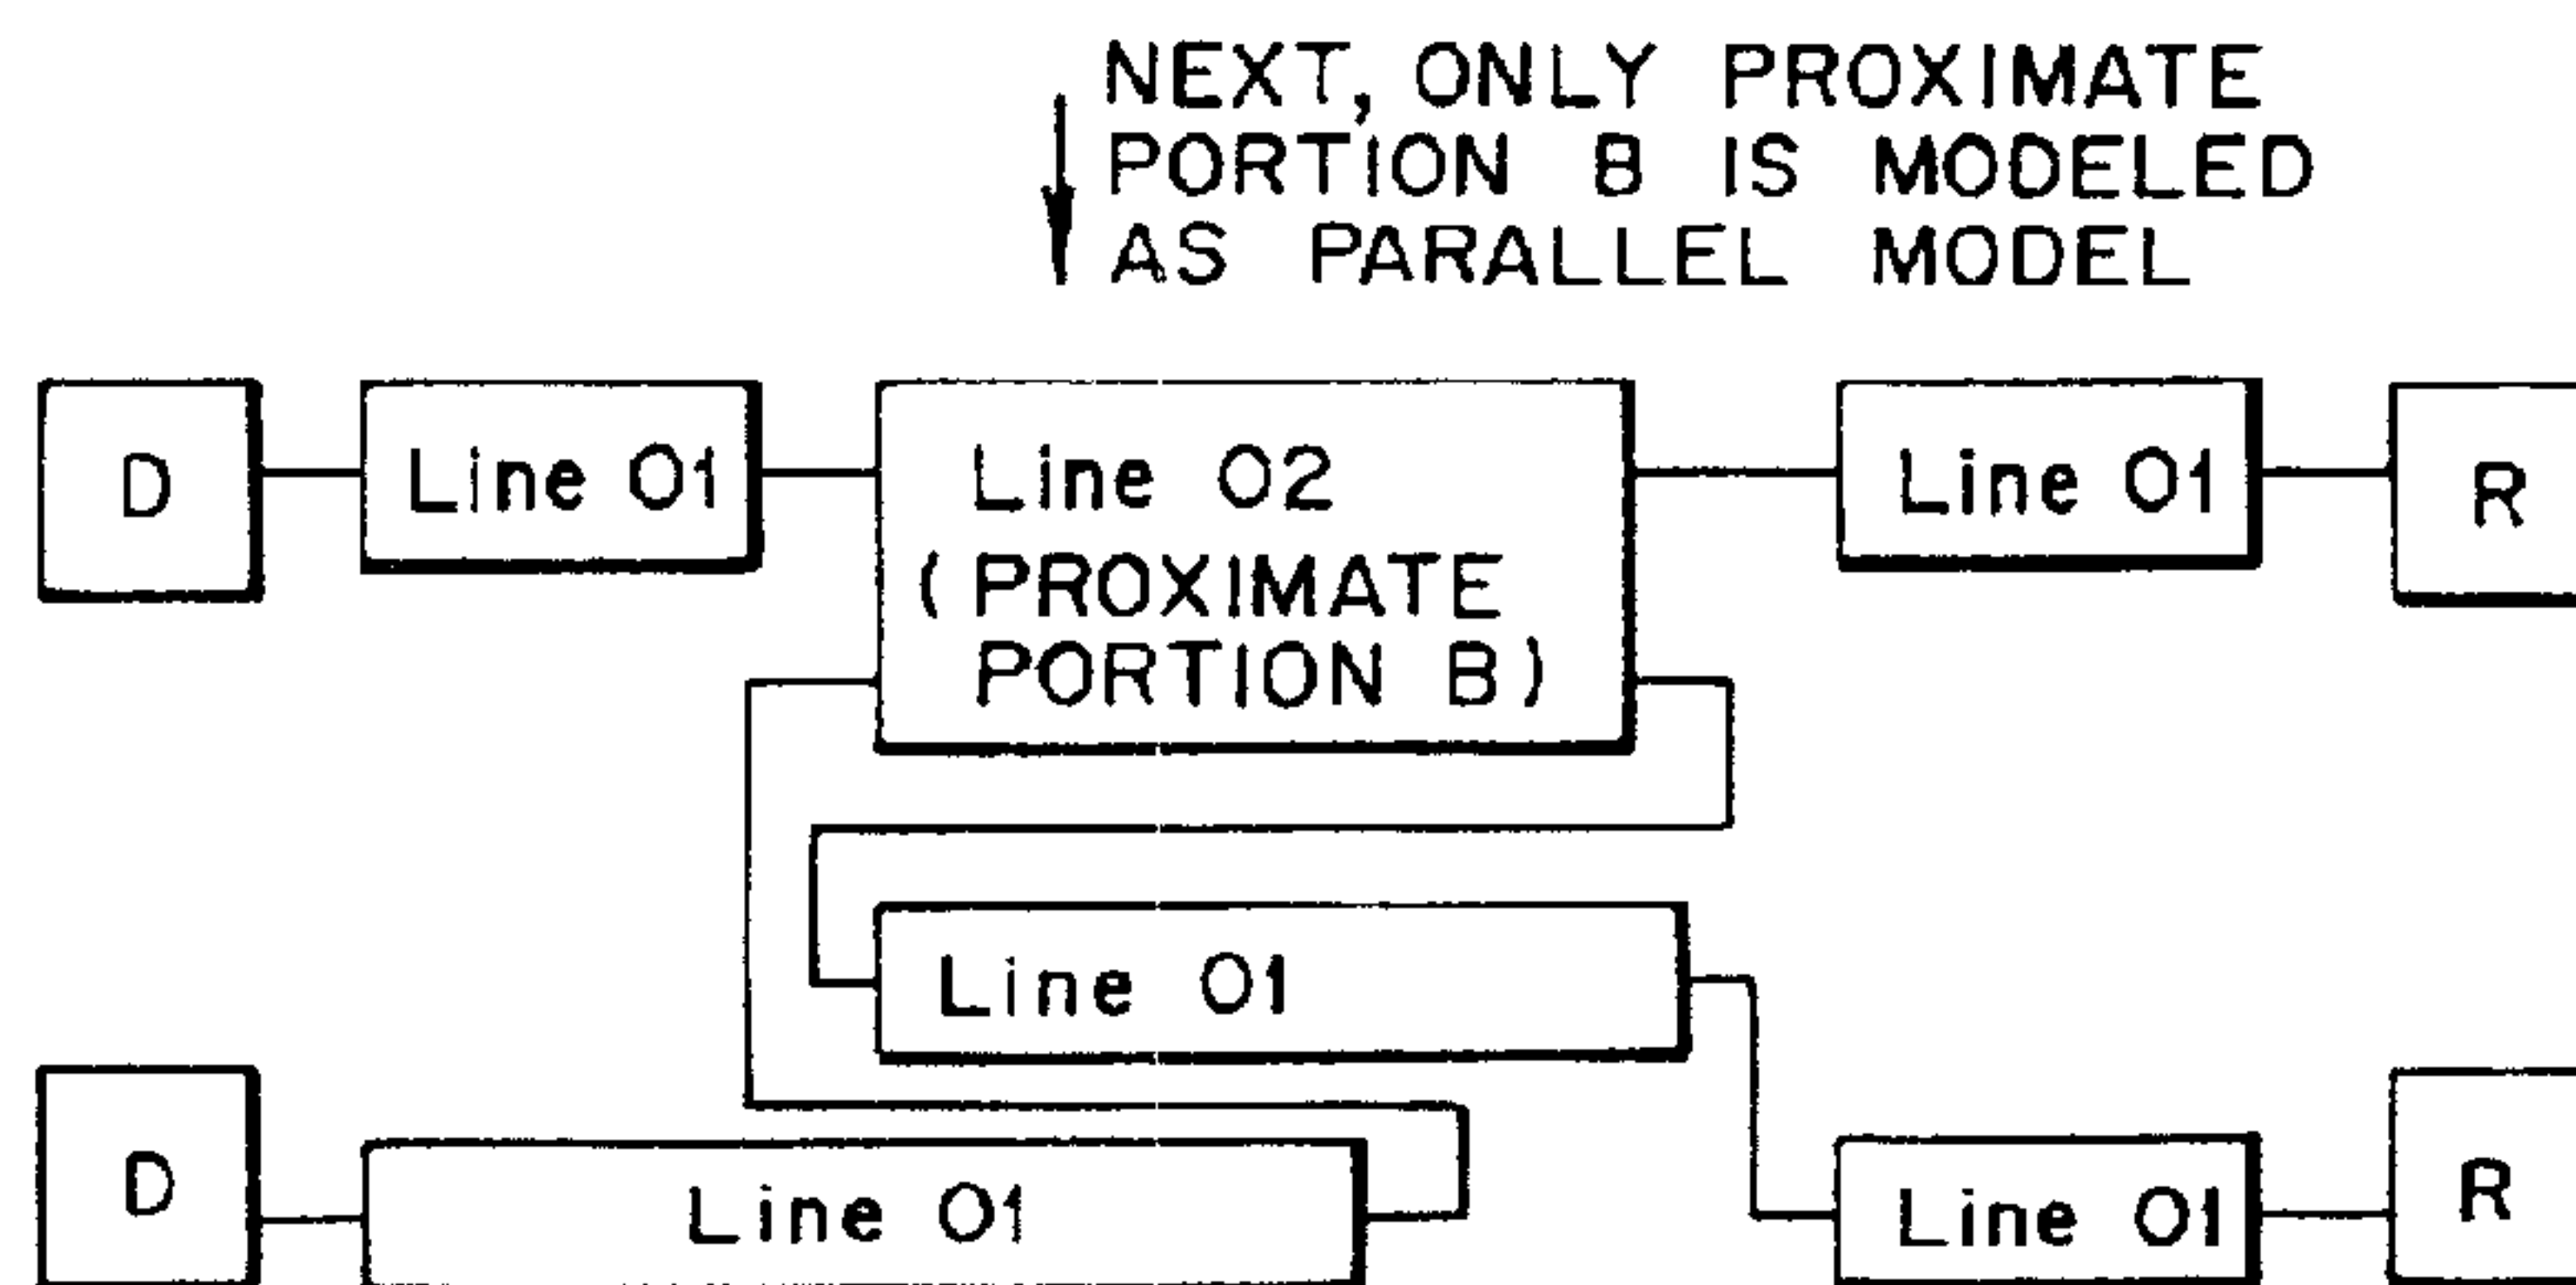 NEXT, ONLY PROXIMATE
PORTION B IS MODELED
AS PARALLEL MODEL
D
Line 01
Line 02
(PROXIMATE
PORTION B)
Line 01
R
Line 01
D
Line 01
Line 01
R